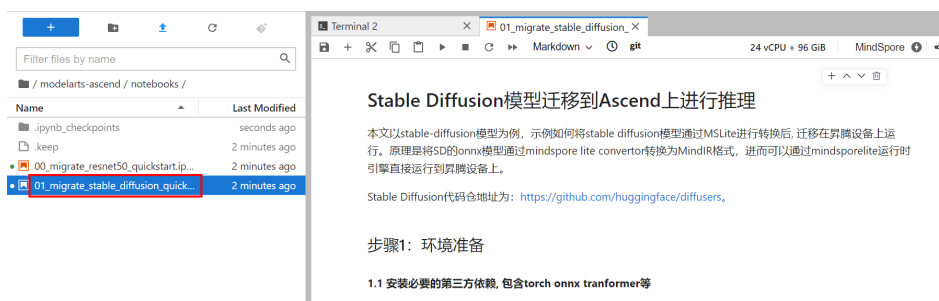 Filter files by name
/ modelarts-ascend / notebooks /
Name Last Modified
.ipynb_checkpoints seconds ago
.keep 2 minutes ago
00_migrate_resnet50_quickstart.ip... 2 minutes ago
01_migrate_stable_diffusion_quick... 2 minutes ago
Terminal 2
01_migrate_stable_diffusion_
Markdown git 24 vCPU + 96 GiB MindSpore
Stable Diffusion模型迁移到Ascend上进行推理
本文以stable-diffusion模型为例，示例如何将stable diffusion模型通过MSLite进行转换后, 迁移在昇腾设备上运
行。原理是将SD的onnx模型通过mindspore lite convertor转换为MindIR格式，进而可以通过mindsporelite运行时
引擎直接运行到昇腾设备上。
Stable Diffusion代码仓地址为：https://github.com/huggingface/diffusers。
步骤1：环境准备
1.1 安装必要的第三方依赖, 包含torch onnx tranformer等